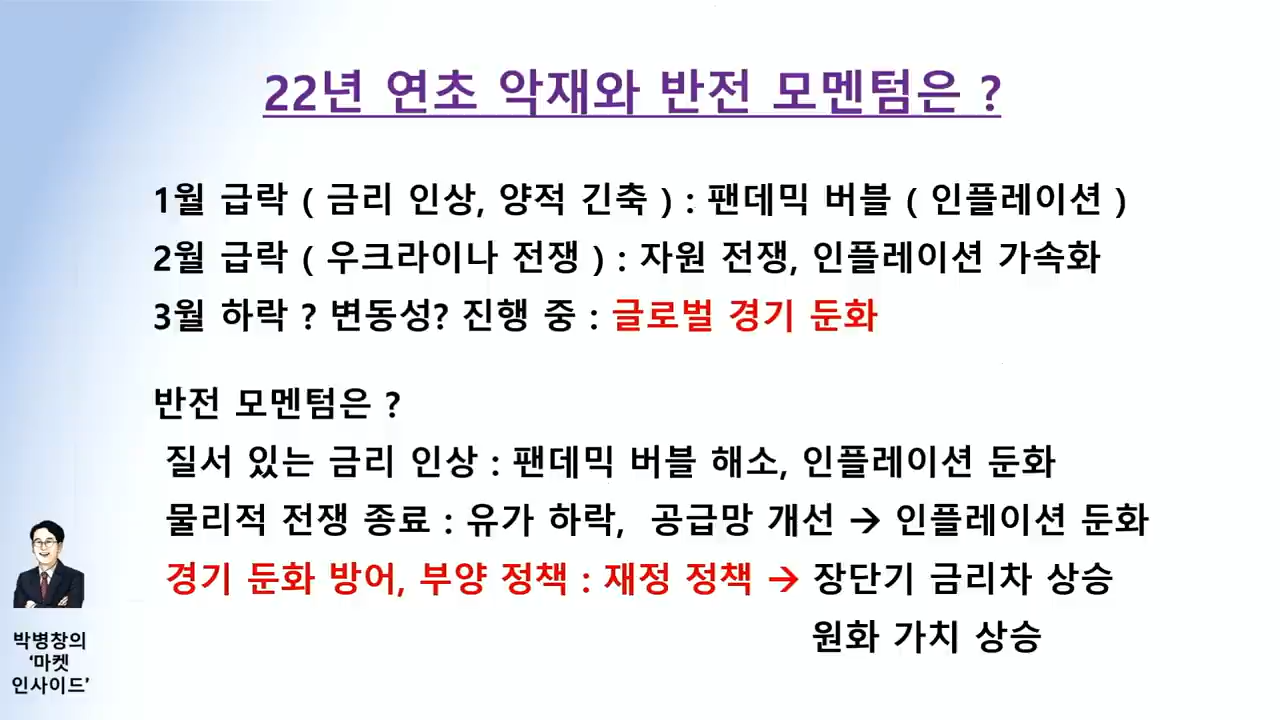 22년 연초 악재와 반전 모멘텀은 ?
1월 급락 ( 금리 인상, 양적 긴축 ) : 팬데믹 버블 ( 인플레이션 )
2월 급락 ( 우크라이나 전쟁 ) : 자원 전쟁, 인플레이션 가속화
3월 하락 ? 변동성? 진행 중 : 글로벌 경기 둔화
반전 모멘텀은 ?
질서 있는 금리 인상 : 팬데믹 버블 해소, 인플레이션 둔화
물리적 전쟁 종료 : 유가 하락, 공급망 개선 → 인플레이션 둔화
경기 둔화 방어, 부양 정책 : 재정 정책 → 장단기 금리차 상승
원화 가치 상승
박병창의
‘마켓
인사이드’